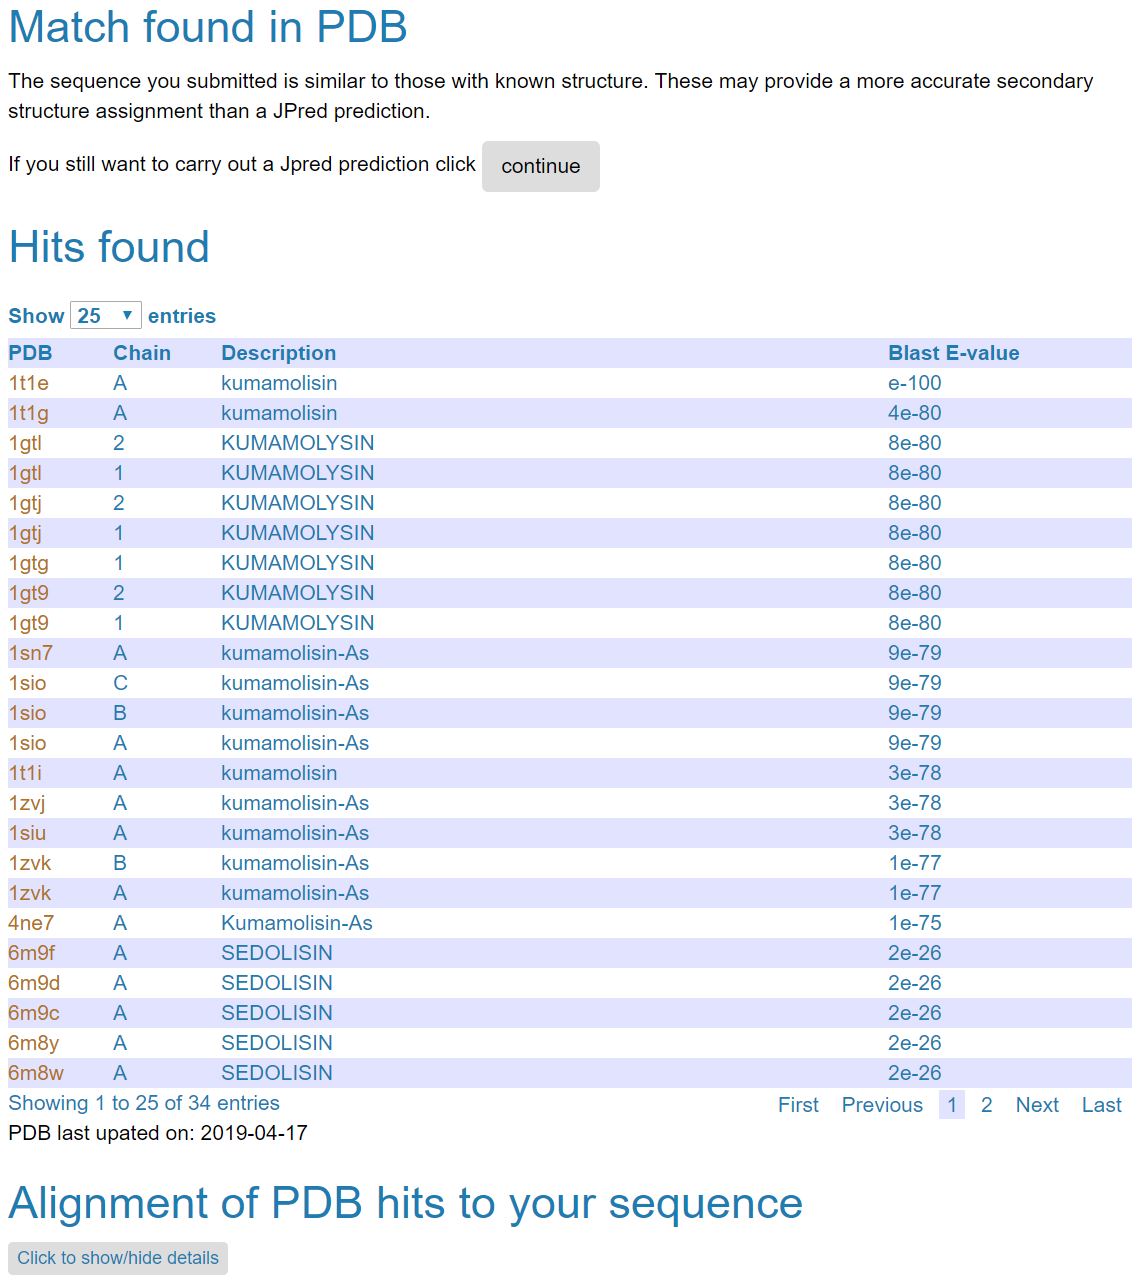 Match found in PDB
The sequence you submitted is similar to those with known structure. These may provide a more accurate secondary
structure assignment than a JPred prediction.
If you still want to carry out a Jpred prediction click continue
Hits found
Show 25 entries
PDB Chain Description Blast E-value
1t1e A kumamolisin e-100
1t1g A kumamolisin 4e-80
1gtl 2 KUMAMOLYSIN 8e-80
1gtl 1 KUMAMOLYSIN 8e-80
1gtj 2 KUMAMOLYSIN 8e-80
1gtj 1 KUMAMOLYSIN 8e-80
1gtg 1 KUMAMOLYSIN 8e-80
1gt9 2 KUMAMOLYSIN 8e-80
1gt9 1 KUMAMOLYSIN 8e-80
1sn7 A kumamolisin-As 9e-79
1sio C kumamolisin-As 9e-79
1sio B kumamolisin-As 9e-79
1sio A kumamolisin-As 9e-79
1t1i A kumamolisin 3e-78
1zvj A kumamolisin-As 3e-78
1siu A kumamolisin-As 3e-78
1zvk B kumamolisin-As 1e-77
1zvk A kumamolisin-As 1e-77
4ne7 A Kumamolisin-As 1e-75
6m9f A SEDOLISIN 2e-26
6m9d A SEDOLISIN 2e-26
6m9c A SEDOLISIN 2e-26
6m8y A SEDOLISIN 2e-26
6m8w A SEDOLISIN 2e-26
Showing 1 to 25 of 34 entries First Previous 1 2 Next Last
PDB last upated on: 2019-04-17
Alignment of PDB hits to your sequence
Click to show/hide details